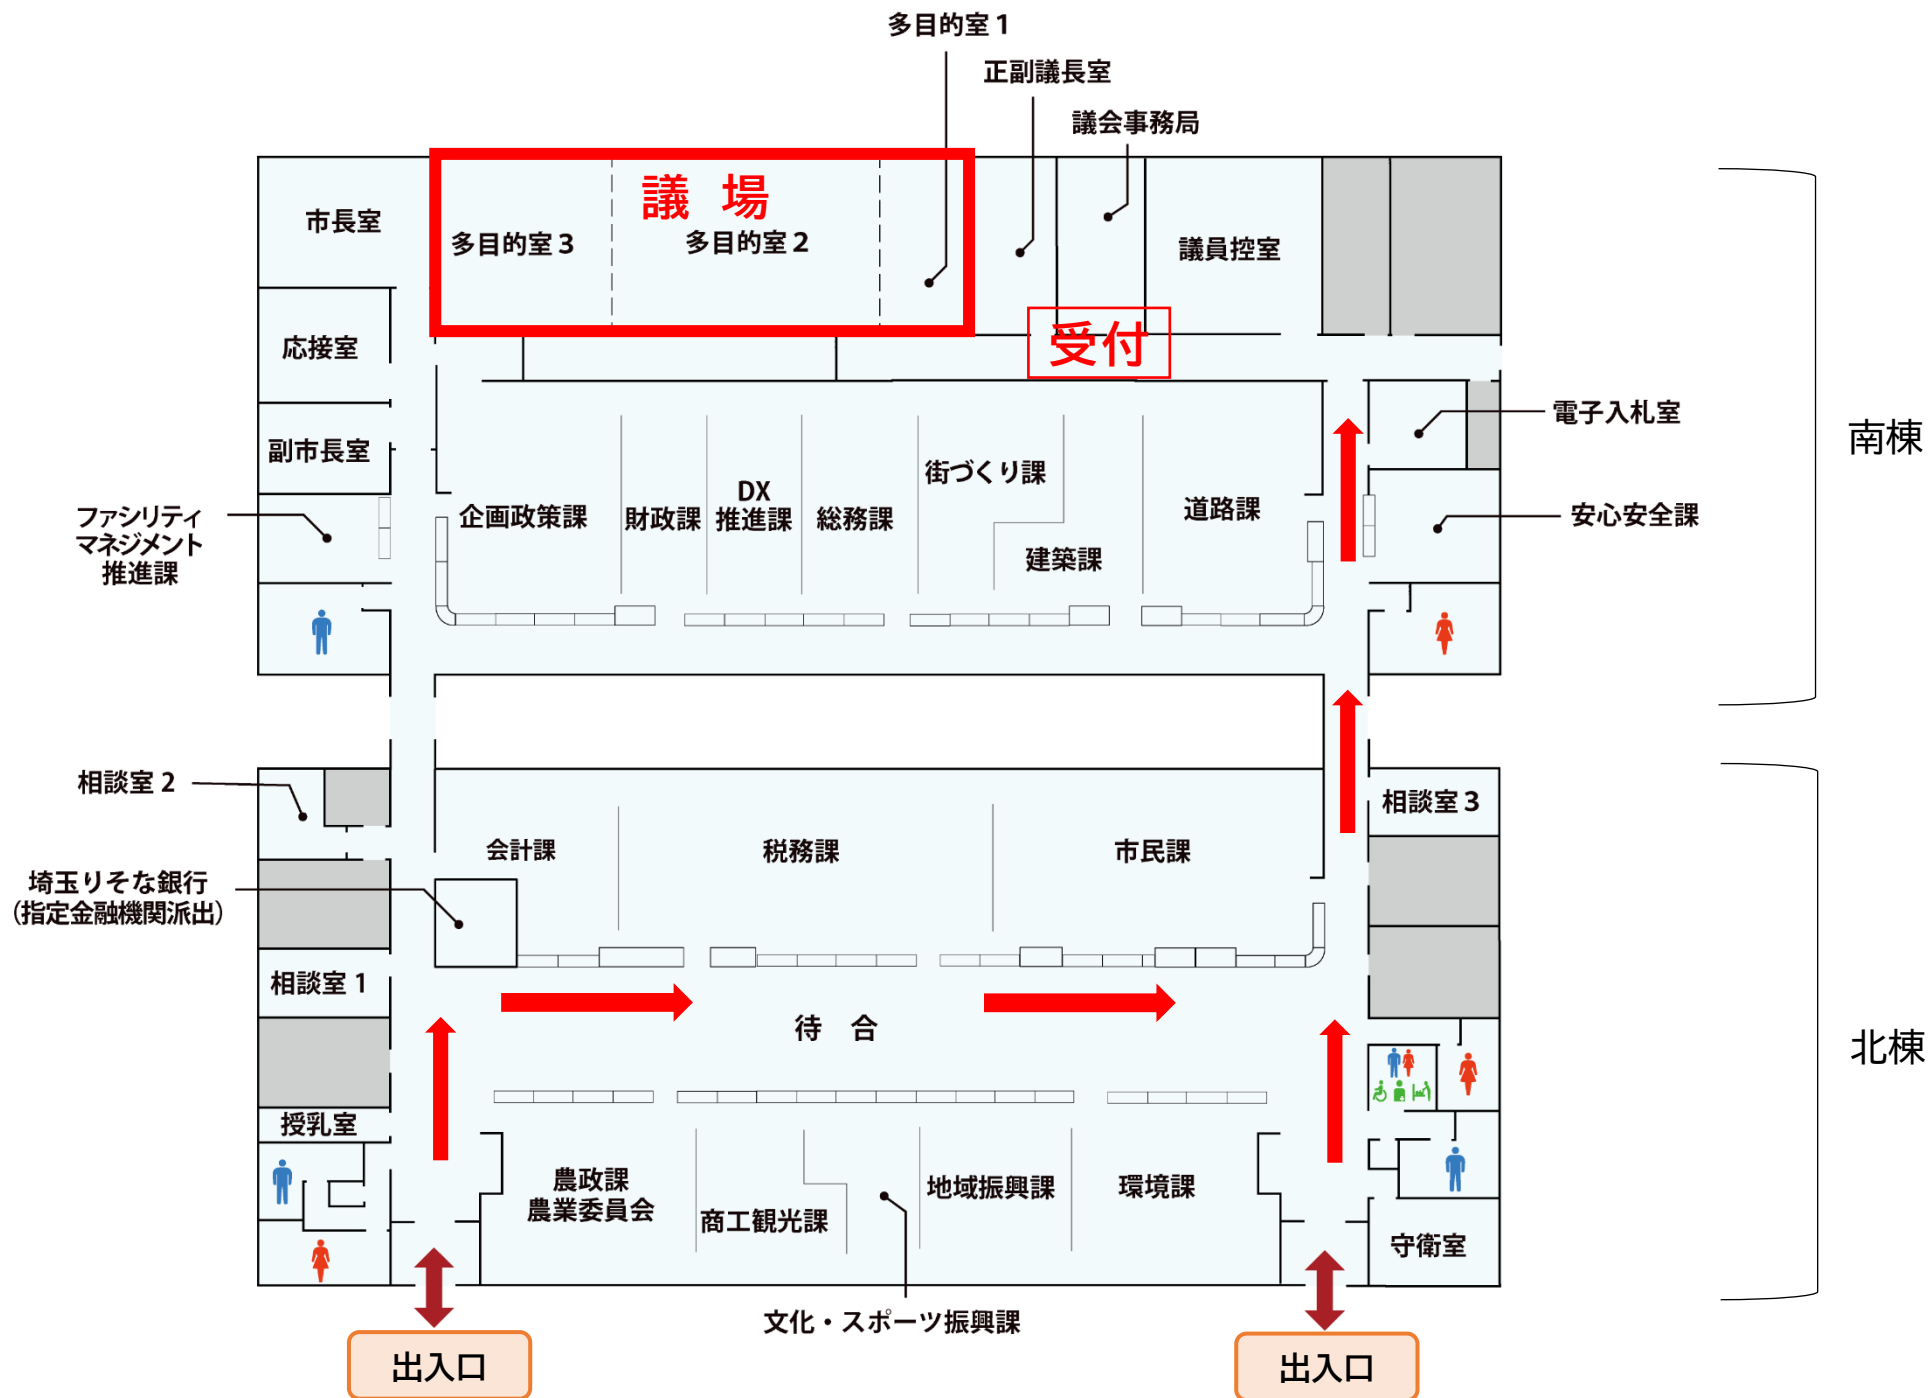 多目的室 1
正副議長室
議会事務局
議 場
市長室
多目的室 3
多目的室 2
議員控室
受付
応接室
副市長室
電子入札室
南棟
ファシリティ
マネジメント
推進課
企画政策課
財政課
DX
推進課
総務課
街づくり課
建築課
道路課
安心安全課
相談室 2
会計課
税務課
市民課
相談室 3
埼玉りそな銀行
(指定金融機関派出)
相談室 1
待 合
北棟
授乳室
農政課
農業委員会
商工観光課
地域振興課
環境課
守衛室
文化・スポーツ振興課
出入口
出入口